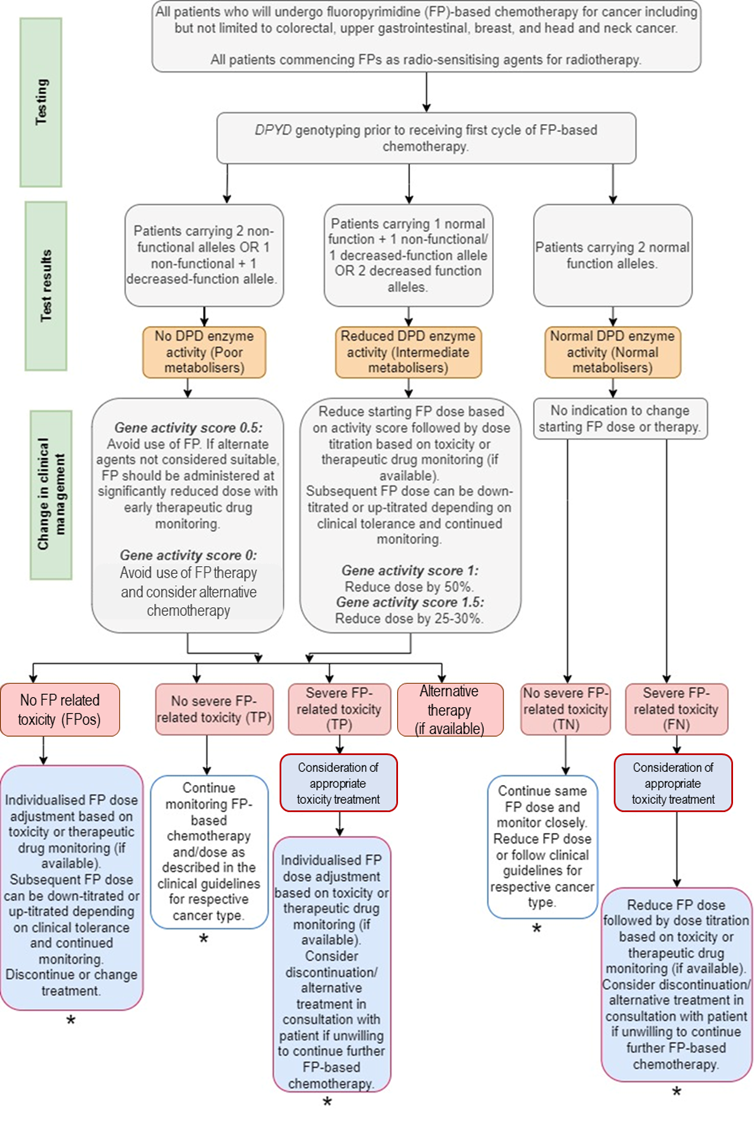 All patients who will undergo fluoropyrimidine (FP)-based chemotherapy for cancer including
but not limited to colorectal, upper gastrointestinal, breast, and head and neck cancer.
All patients commencing FPs as radio-sensitising agents for radiotherapy.
Testing
DPYD genotyping prior to receiving first cycle of FP-based
chemotherapy.
Test results
Patients carrying 2 non-
functional alleles OR 1
non-functional + 1
decreased-function allele.
Patients carrying 1 normal
function + 1 non-functional/
1 decreased-function allele
OR 2 decreased function
alleles.
Patients carrying 2 normal
function alleles.
No DPD enzyme
activity (Poor
metabolisers)
Reduced DPD enzyme
activity (Intermediate
metabolisers)
Normal DPD enzyme
activity (Normal
metabolisers)
Change in clinical
management
Gene activity score 0.5:
Avoid use of FP. If alternate
agents not considered suitable,
FP should be administered at
significantly reduced dose with
early therapeutic drug
monitoring.
Gene activity score 0:
Avoid use of FP therapy
and consider alternative
chemotherapy
Reduce starting FP dose based
on activity score followed by dose
titration based on toxicity or
therapeutic drug monitoring (if
available).
Subsequent FP dose can be down-
titrated or up-titrated depending on
clinical tolerance and continued
monitoring.
Gene activity score 1:
Reduce dose by 50%.
Gene activity score 1.5:
Reduce dose by 25-30%.
No indication to change
starting FP dose or therapy.
No FP related
toxicity (FPos)
No severe FP-
related toxicity (TP)
Severe FP-
related toxicity
(TP)
Alternative
therapy
(if available)
No severe FP-
related toxicity
(TN)
Severe FP-
related toxicity
(FN)
Individualised FP dose
adjustment based on
toxicity or therapeutic
drug monitoring (if
available).
Subsequent FP dose
can be down-titrated or
up-titrated depending
on clinical tolerance
and continued
monitoring.
Discontinue or change
treatment.
*
Continue
monitoring FP-
based
chemotherapy
and/dose as
described in the
clinical guidelines
for respective
cancer type.
*
Consideration of
appropriate
toxicity treatment
Individualised FP
dose adjustment
based on toxicity or
therapeutic drug
monitoring (if
available).
Consider
discontinuation/
alternative
treatment in
consultation with
patient if unwilling
to continue further
FP-based
chemotherapy.
*
Continue same
FP dose and
monitor closely.
Reduce FP dose
or follow clinical
guidelines for
respective cancer
type.
*
Consideration of
appropriate
toxicity treatment
Reduce FP dose
followed by dose titration
based on toxicity or
therapeutic drug
monitoring (if available).
Consider discontinuation/
alternative treatment in
consultation with patient
if unwilling to continue
further FP-based
chemotherapy.
*